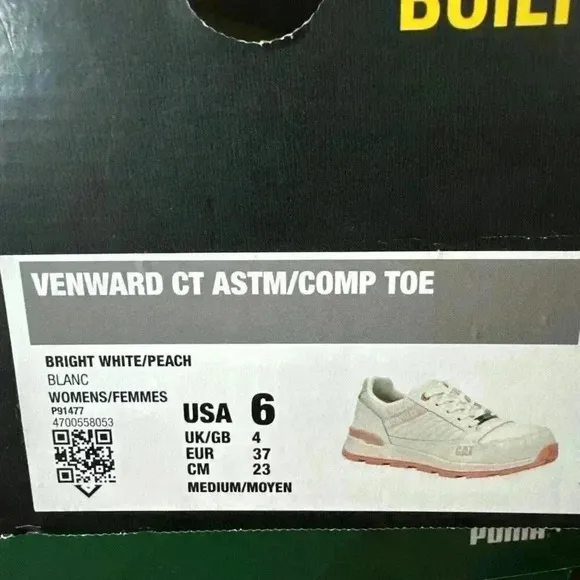 BUILT
VENWARD CT ASTM/COMP TOE
BRIGHT WHITE/PEACH
BLANC
WOMENS/FEMMES
P91477
4700558053
USA 6
UK/GB 4
EUR 37
CM 23
MEDIUM/MOYEN
CAT
PUMA